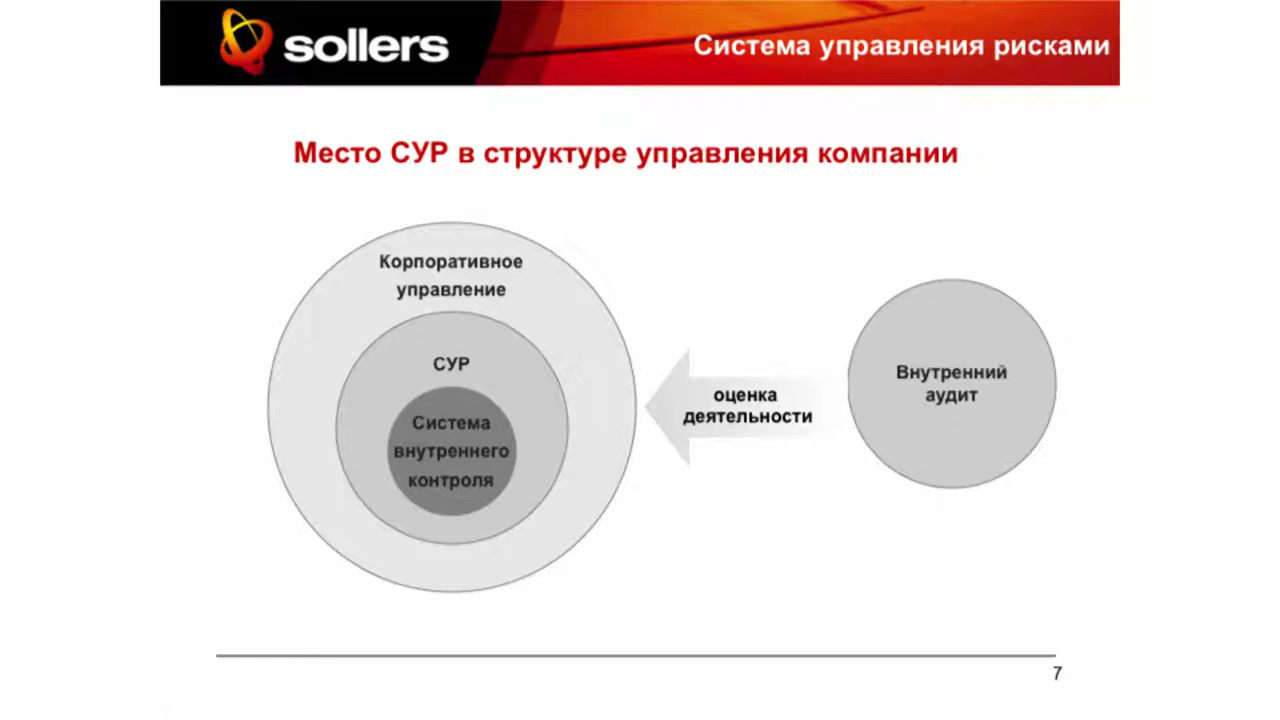 sollers
Система управления рисками
Место СУР в структуре управления компании
Корпоративное
управление
СУР
Система
внутреннего
контроля
оценка
деятельности
Внутренний
аудит
7